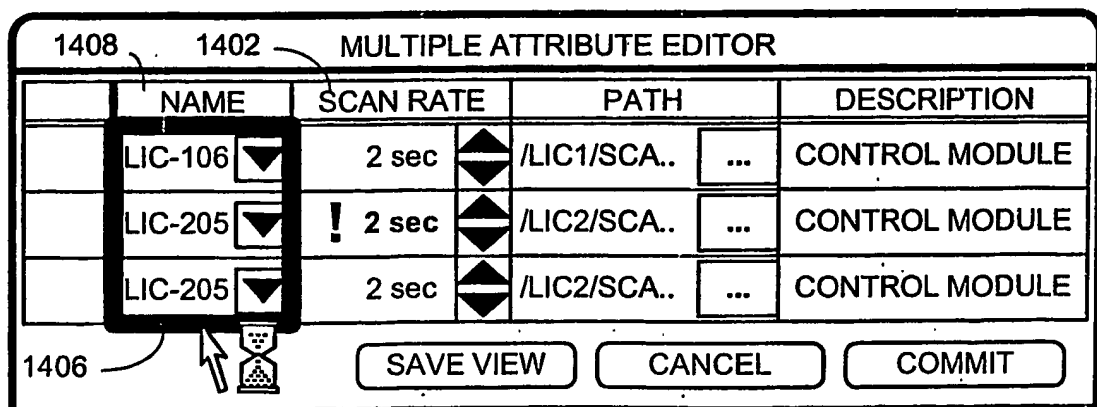 1408 1402 MULTIPLE ATTRIBUTE EDITOR
NAME SCAN RATE PATH DESCRIPTION
LIC-106 2 sec /LIC1/SCA.. ... CONTROL MODULE
LIC-205 ! 2 sec /LIC2/SCA.. ... CONTROL MODULE
LIC-205 2 sec /LIC2/SCA.. ... CONTROL MODULE
1406 SAVE VIEW CANCEL COMMIT